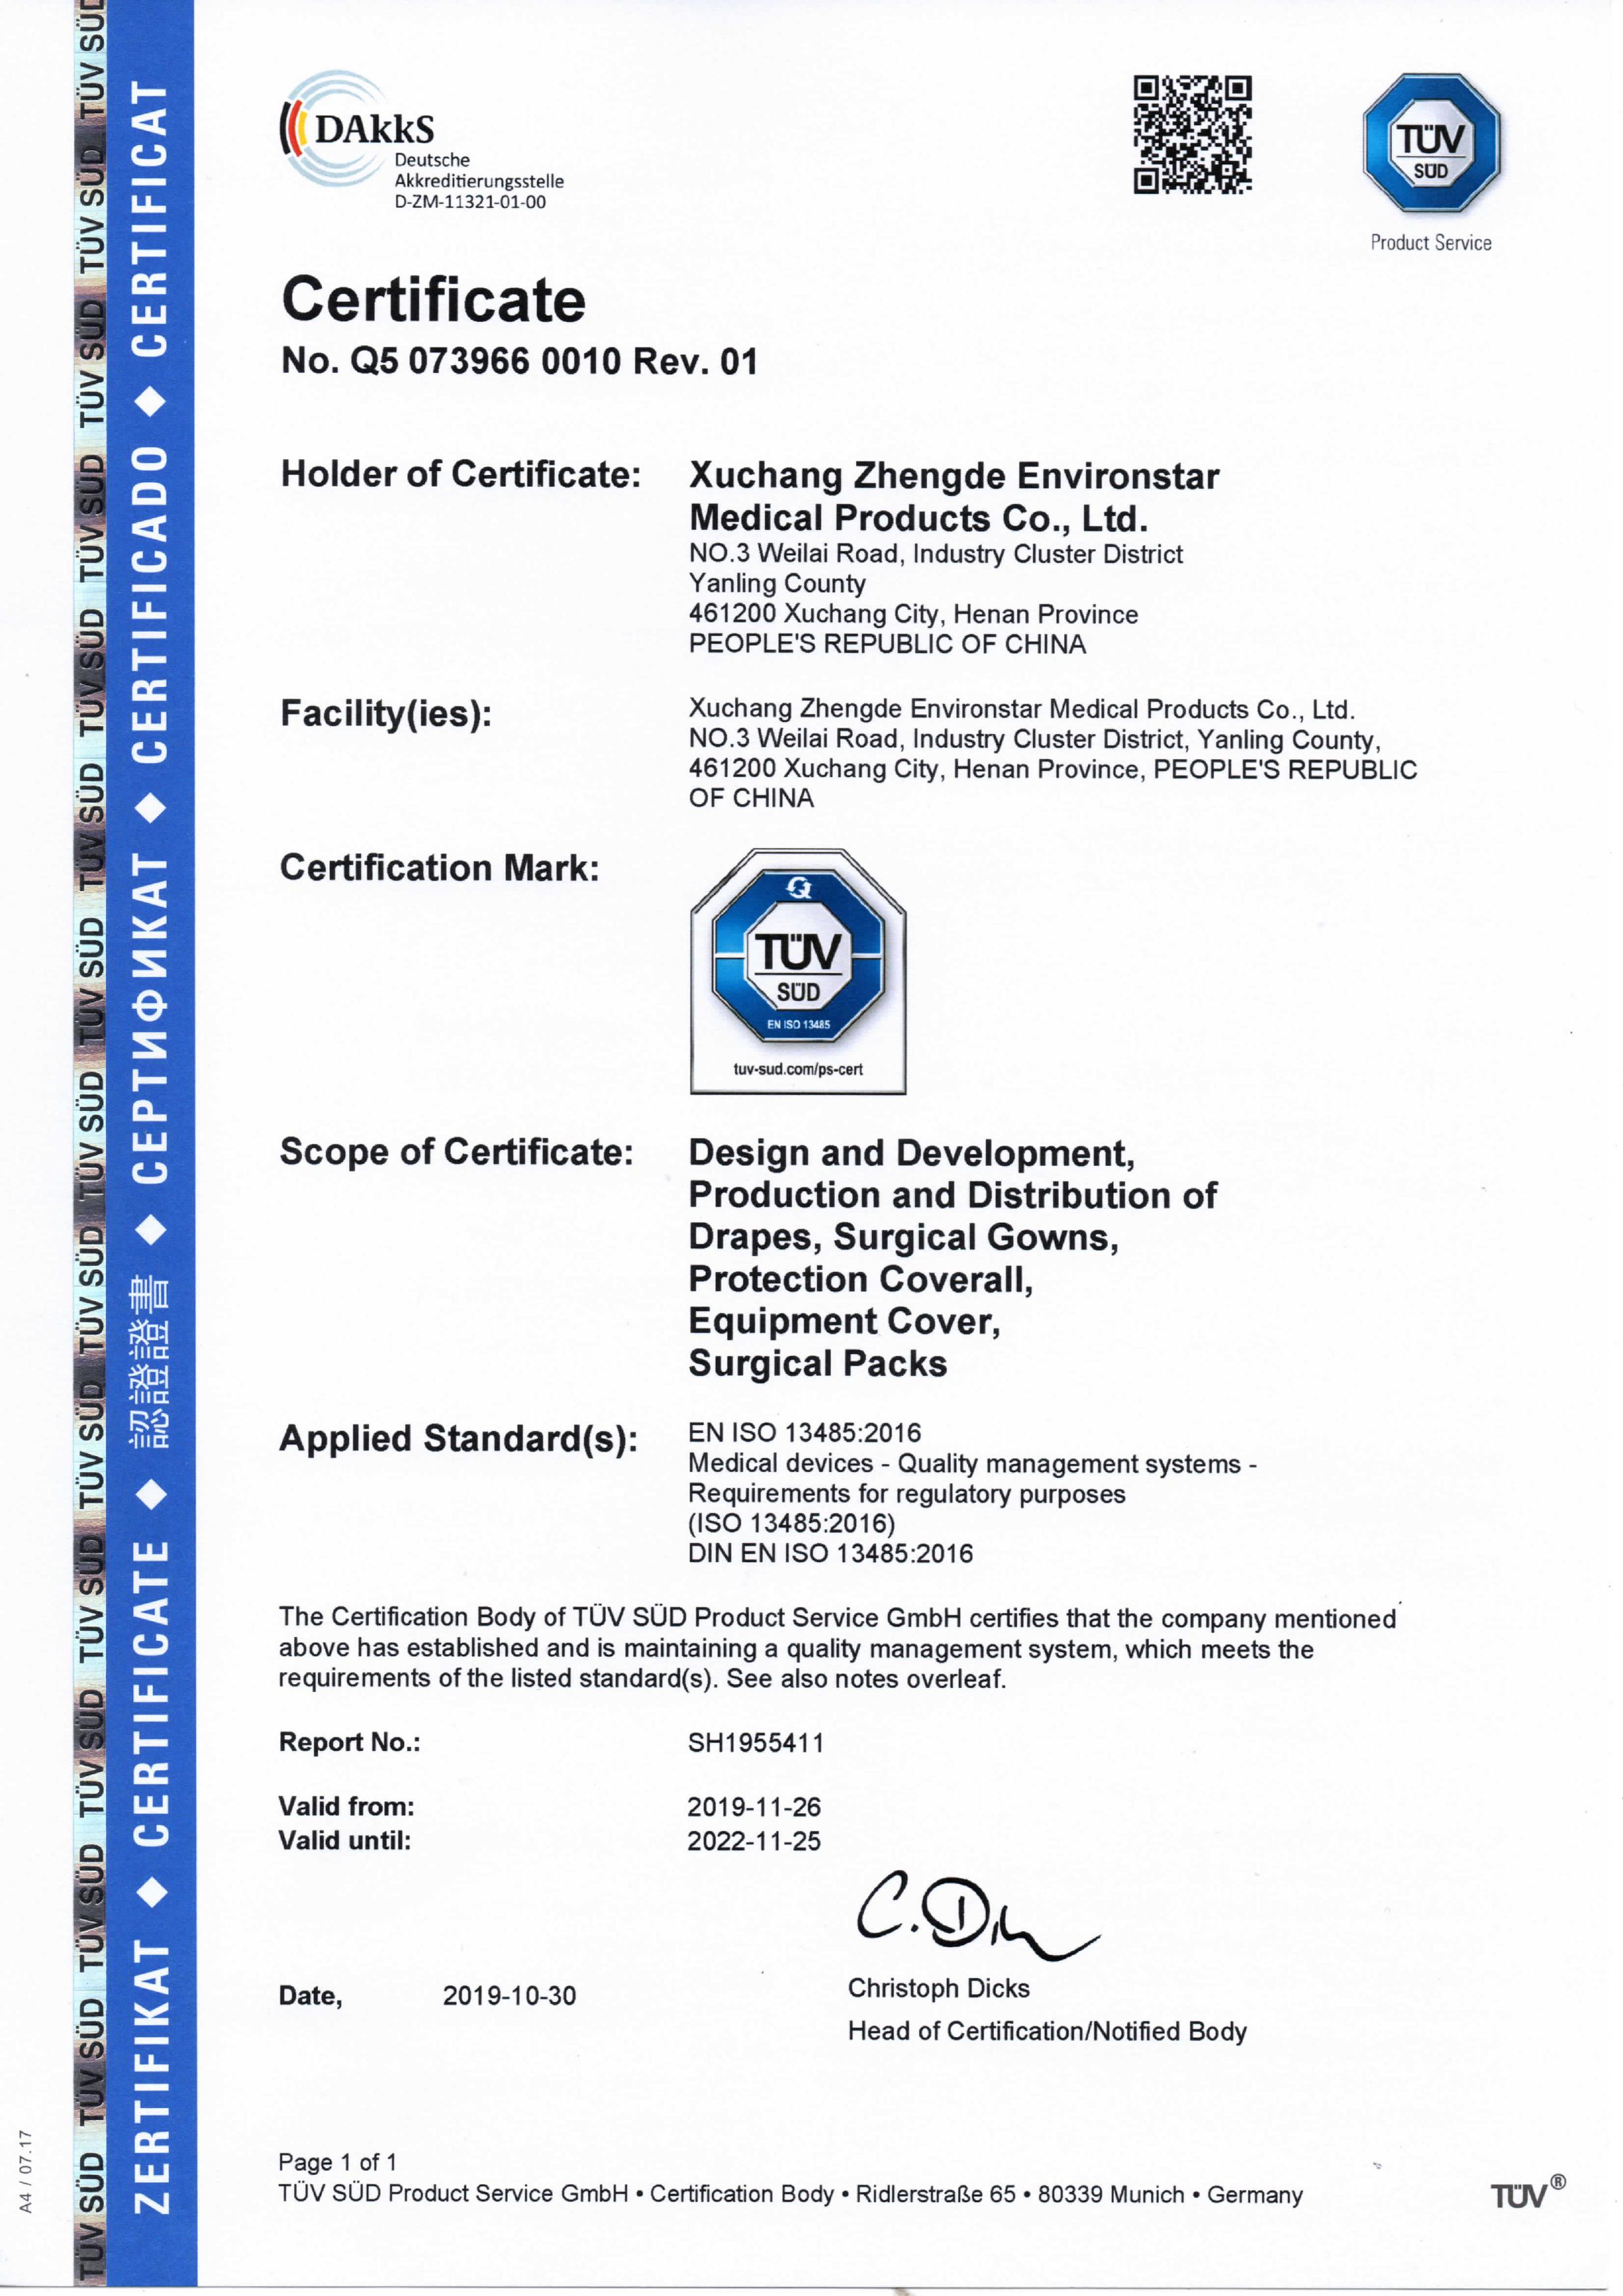 DAkkS
Deutsche
Akkreditierungsstelle
D-ZM-11321-01-00
TÜV
SÜD
Product Service
Certificate
No. Q5 073966 0010 Rev. 01
Holder of Certificate:
Xuchang Zhengde Environstar
Medical Products Co., Ltd.
NO.3 Weilai Road, Industry Cluster District
Yanling County
461200 Xuchang City, Henan Province
PEOPLE'S REPUBLIC OF CHINA
Facility(ies):
Xuchang Zhengde Environstar Medical Products Co., Ltd.
NO.3 Weilai Road, Industry Cluster District, Yanling County,
461200 Xuchang City, Henan Province, PEOPLE'S REPUBLIC
OF CHINA
Certification Mark:
TÜV
SÜD
EN ISO 13485
tuv-sud.com/ps-cert
Scope of Certificate:
Design and Development,
Production and Distribution of
Drapes, Surgical Gowns,
Protection Coverall,
Equipment Cover,
Surgical Packs
Applied Standard(s):
EN ISO 13485:2016
Medical devices - Quality management systems -
Requirements for regulatory purposes
(ISO 13485:2016)
DIN EN ISO 13485:2016
The Certification Body of TÜV SÜD Product Service GmbH certifies that the company mentioned
above has established and is maintaining a quality management system, which meets the
requirements of the listed standard(s). See also notes overleaf.
Report No.: SH1955411
Valid from: 2019-11-26
Valid until: 2022-11-25
C. Di
Date, 2019-10-30
Christoph Dicks
Head of Certification/Notified Body
Page 1 of 1
TÜV SÜD Product Service GmbH • Certification Body • Ridlerstraße 65 • 80339 Munich • Germany
TÜV®
A4 / 07.17
ZERTIFIKAT ◆ CERTIFICATE ◆ 認證證書 ◆ СЕРТИФИКАТ ◆ CERTIFICADO ◆ CERTIFICAT
TÜV SÜD TÜV SÜD TÜV SÜD TÜV SÜD TÜV SÜD TÜV SÜD TÜV SÜD TÜV SÜD TÜV SÜD TÜV SÜD TÜV SÜD TÜV SÜD TÜV SÜD TÜV SÜD TÜV SÜD